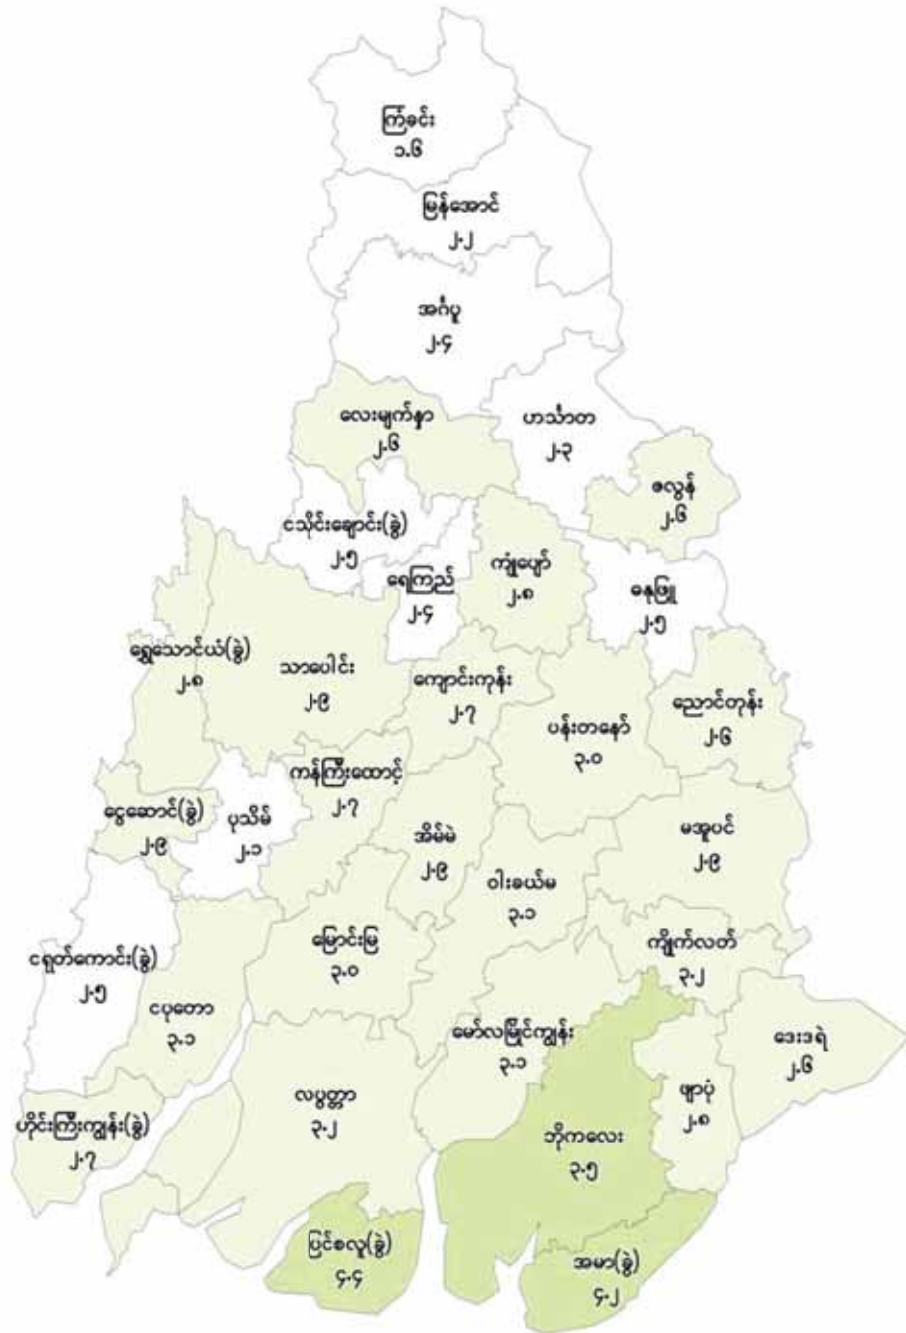 ကြံခင်း
၁.၆
မြန်အောင်
၂.၂
အင်္ဂပူ
၂.၄
လေးမျက်နှာ
၂.၆
ဟင်္သာတ
၂.၃
ဇလွန်
၂.၆
ငသိုင်းချောင်း(ခွဲ)
၂.၅
ရေကြည်
၂.၄
ကျုံပျော်
၂.၈
ဓနုဖြူ
၂.၅
ရွှေသောင်ယံ(ခွဲ)
၂.၈
သာပေါင်း
၂.၉
ကျောင်းကုန်း
၂.၇
ပန်းတနော်
၃.၀
ညောင်တုန်း
၂.၆
ငွေဆောင်(ခွဲ)
၂.၉
ပုသိမ်
၂.၁
ကန်ကြီးထောင့်
၂.၇
အိမ်မဲ
၂.၉
ဝါးခယ်မ
၃.၁
မအူပင်
၂.၉
ငရုတ်ကောင်း(ခွဲ)
၂.၅
ငပုတော
၃.၁
မြောင်းမြ
၃.၀
ကျိုက်လတ်
၃.၂
မော်လမြိုင်ကျွန်း
၃.၁
ဒေးဒရဲ
၂.၆
ဖျာပုံ
၂.၈
ဟိုင်းကြီးကျွန်း(ခွဲ)
၂.၇
လပွတ္တာ
၃.၂
ဘိုကလေး
၃.၅
ပြင်စလူ(ခွဲ)
၄.၄
အမာ(ခွဲ)
၄.၂